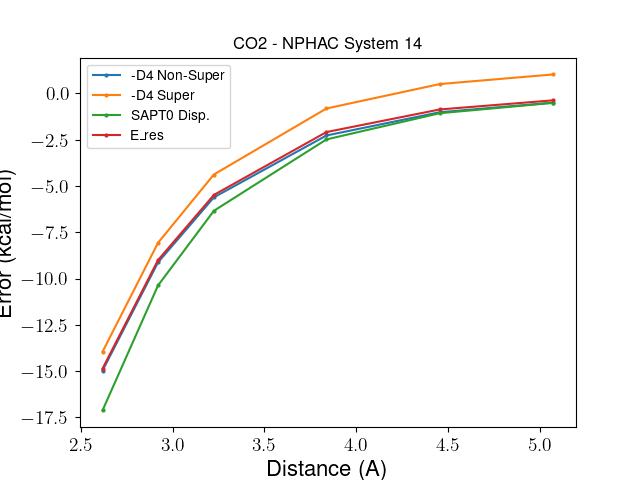 CO2 - NPHAC System 14
-D4 Non-Super
-D4 Super
SAPT0 Disp.
E_res
Error (kcal/mol)
0.0
−2.5
−5.0
−7.5
−10.0
−12.5
−15.0
−17.5
2.5 3.0 3.5 4.0 4.5 5.0
Distance (A)